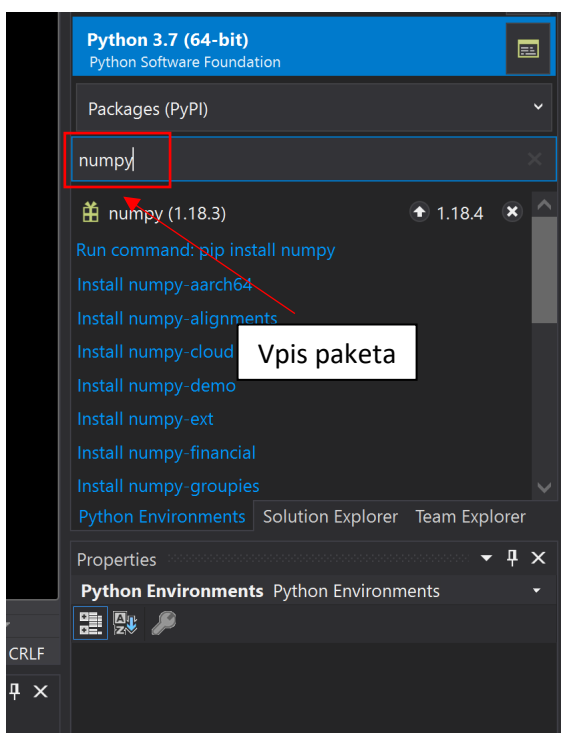 Python 3.7 (64-bit)
Python Software Foundation
Packages (PyPI)
numpy
numpy (1.18.3) 1.18.4
Run command: pip install numpy
Install numpy-aarch64
Install numpy-alignments
Install numpy-cloud
Vpis paketa
Install numpy-demo
Install numpy-ext
Install numpy-financial
Install numpy-groupies
Python Environments Solution Explorer Team Explorer
Properties
Python Environments Python Environments
CRLF